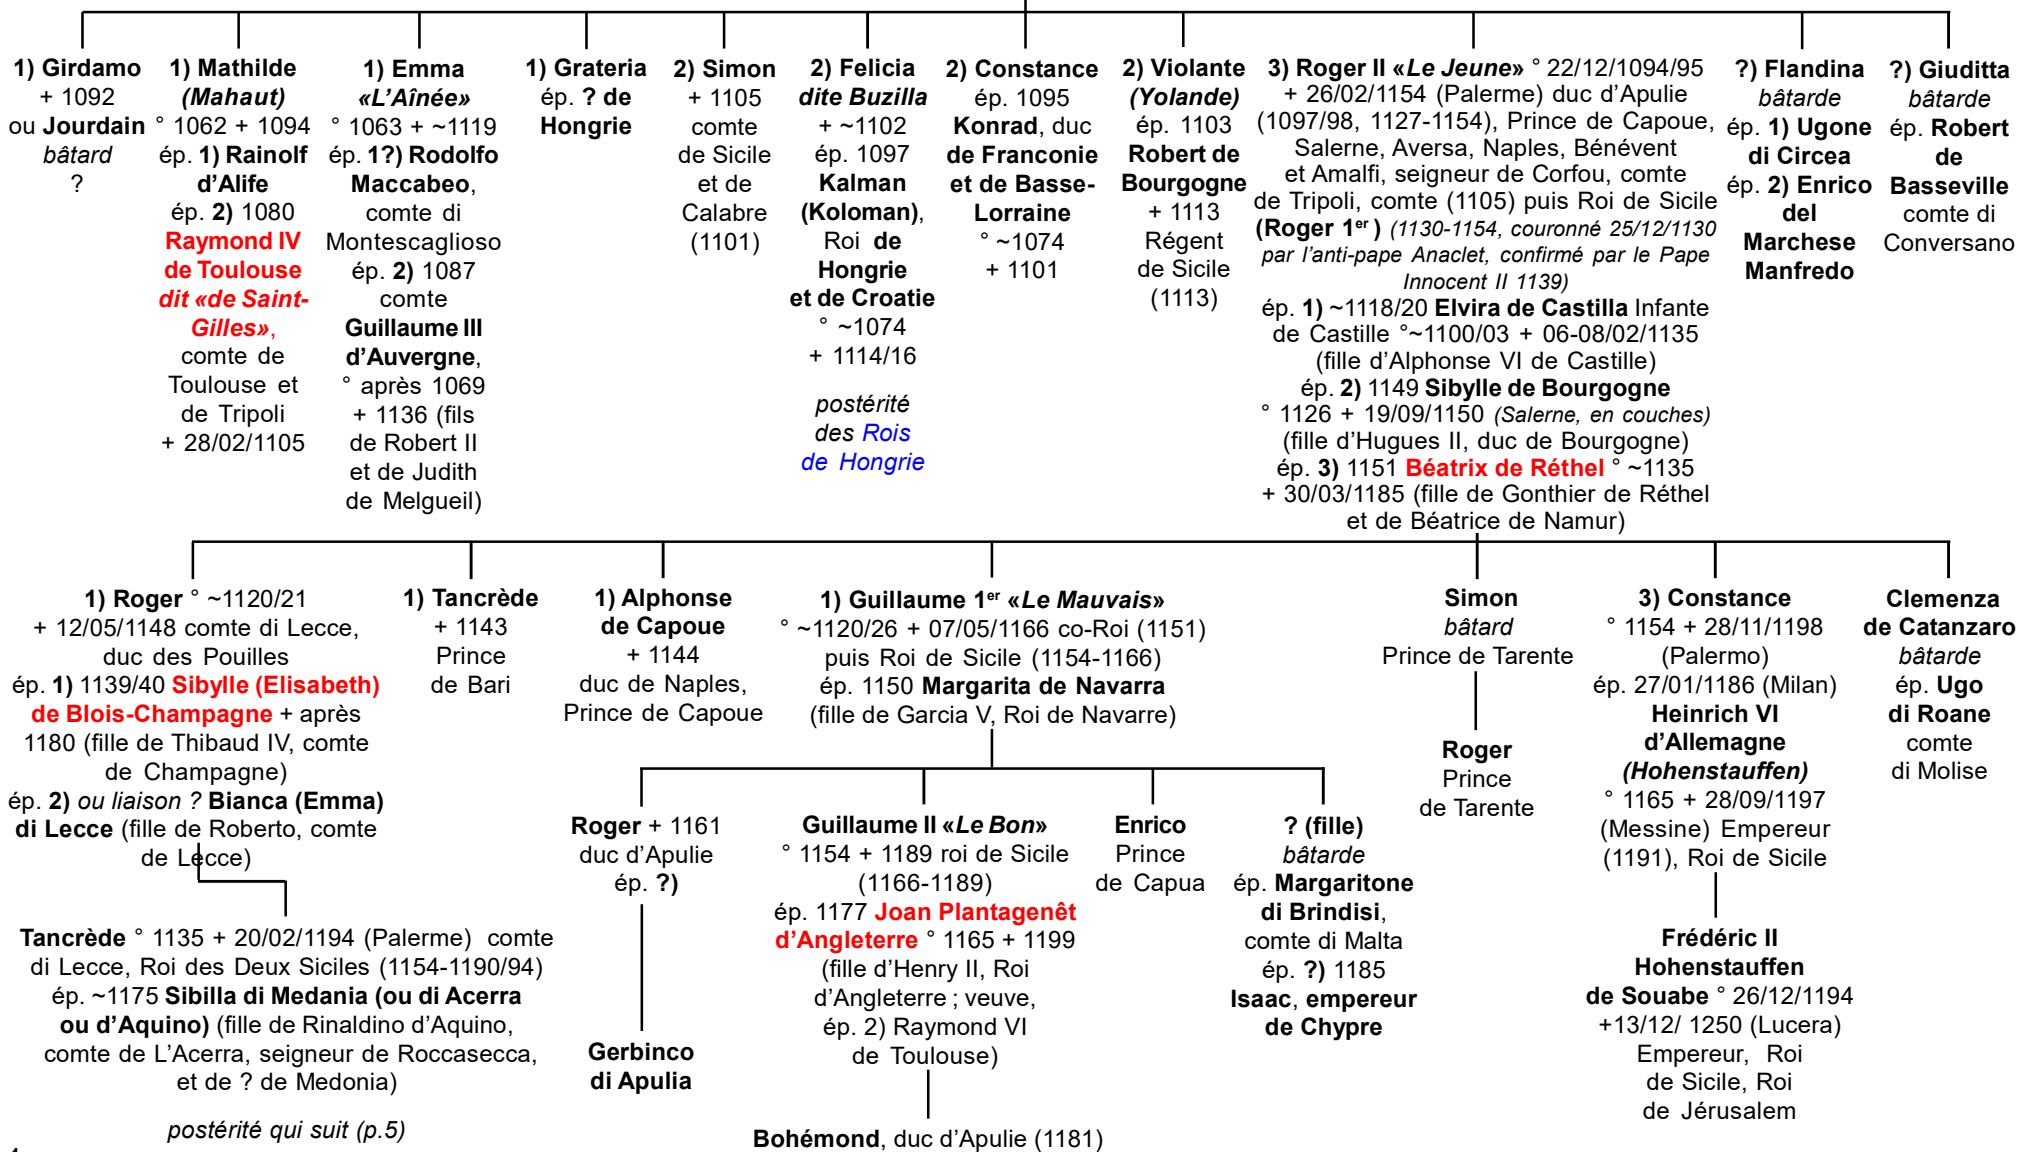 1) Girdamo
+ 1092
ou Jourdain
bâtard
?
1) Mathilde
(Mahaut)
° 1062 + 1094
ép. 1) Rainolf
d'Alife
ép. 2) 1080
Raymond IV
de Toulouse
dit «de Saint-
Gilles»,
comte de
Toulouse et
de Tripoli
+ 28/02/1105
1) Emma
«L'Aînée»
° 1063 + ~1119
ép. 1?) Rodolfo
Maccabeo,
comte di
Montescaglioso
ép. 2) 1087
comte
Guillaume III
d'Auvergne,
° après 1069
+ 1136 (fils
de Robert II
et de Judith
de Melgueil)
1) Grateria
ép. ? de
Hongrie
2) Simon
+ 1105
comte
de Sicile
et de
Calabre
(1101)
2) Felicia
dite Buzilla
+ ~1102
ép. 1097
Kalman
(Koloman),
Roi de
Hongrie
et de Croatie
° ~1074
+ 1114/16
postérité
des Rois
de Hongrie
2) Constance
ép. 1095
Konrad, duc
de Franconie
et de Basse-
Lorraine
° ~1074
+ 1101
2) Violante
(Yolande)
ép. 1103
Robert de
Bourgogne
+ 1113
Régent
de Sicile
(1113)
3) Roger II «Le Jeune» ° 22/12/1094/95
+ 26/02/1154 (Palerme) duc d'Apulie
(1097/98, 1127-1154), Prince de Capoue,
Salerne, Aversa, Naples, Bénévent
et Amalfi, seigneur de Corfou, comte
de Tripoli, comte (1105) puis Roi de Sicile
(Roger 1er ) (1130-1154, couronné 25/12/1130
par l'anti-pape Anaclet, confirmé par le Pape
Innocent II 1139)
ép. 1) ~1118/20 Elvira de Castilla Infante
de Castille °~1100/03 + 06-08/02/1135
(fille d'Alphonse VI de Castille)
ép. 2) 1149 Sibylle de Bourgogne
° 1126 + 19/09/1150 (Salerne, en couches)
(fille d'Hugues II, duc de Bourgogne)
ép. 3) 1151 Béatrix de Réthel ° ~1135
+ 30/03/1185 (fille de Gonthier de Réthel
et de Béatrice de Namur)
?) Flandina
bâtarde
ép. 1) Ugone
di Circea
ép. 2) Enrico
del
Marchese
Manfredo
?) Giuditta
bâtarde
ép. Robert
de
Basseville
comte di
Conversano
1) Roger ° ~1120/21
+ 12/05/1148 comte di Lecce,
duc des Pouilles
ép. 1) 1139/40 Sibylle (Elisabeth)
de Blois-Champagne + après
1180 (fille de Thibaud IV, comte
de Champagne)
ép. 2) ou liaison ? Bianca (Emma)
di Lecce (fille de Roberto, comte
de Lecce)
1) Tancrède
+ 1143
Prince
de Bari
1) Alphonse
de Capoue
+ 1144
duc de Naples,
Prince de Capoue
1) Guillaume 1er «Le Mauvais»
° ~1120/26 + 07/05/1166 co-Roi (1151)
puis Roi de Sicile (1154-1166)
ép. 1150 Margarita de Navarra
(fille de Garcia V, Roi de Navarre)
Simon
bâtard
Prince de Tarente
Roger
Prince
de Tarente
3) Constance
° 1154 + 28/11/1198
(Palermo)
ép. 27/01/1186 (Milan)
Heinrich VI
d'Allemagne
(Hohenstauffen)
° 1165 + 28/09/1197
(Messine) Empereur
(1191), Roi de Sicile
Clemenza
de Catanzaro
bâtarde
ép. Ugo
di Roane
comte
di Molise
Tancrède ° 1135 + 20/02/1194 (Palerme) comte
di Lecce, Roi des Deux Siciles (1154-1190/94)
ép. ~1175 Sibilla di Medania (ou di Acerra
ou d'Aquino) (fille de Rinaldino d'Aquino,
comte de L'Acerra, seigneur de Roccasecca,
et de ? de Medonia)
postérité qui suit (p.5)
Roger + 1161
duc d'Apulie
ép. ?)
Gerbinco
di Apulia
Guillaume II «Le Bon»
° 1154 + 1189 roi de Sicile
(1166-1189)
ép. 1177 Joan Plantagenêt
d'Angleterre ° 1165 + 1199
(fille d'Henry II, Roi
d'Angleterre ; veuve,
ép. 2) Raymond VI
de Toulouse)
Bohémond, duc d'Apulie (1181)
Enrico
Prince
de Capua
? (fille)
bâtarde
ép. Margaritone
di Brindisi,
comte di Malta
ép. ?) 1185
Isaac, empereur
de Chypre
Frédéric II
Hohenstauffen
de Souabe ° 26/12/1194
+13/12/ 1250 (Lucera)
Empereur, Roi
de Sicile, Roi
de Jérusalem